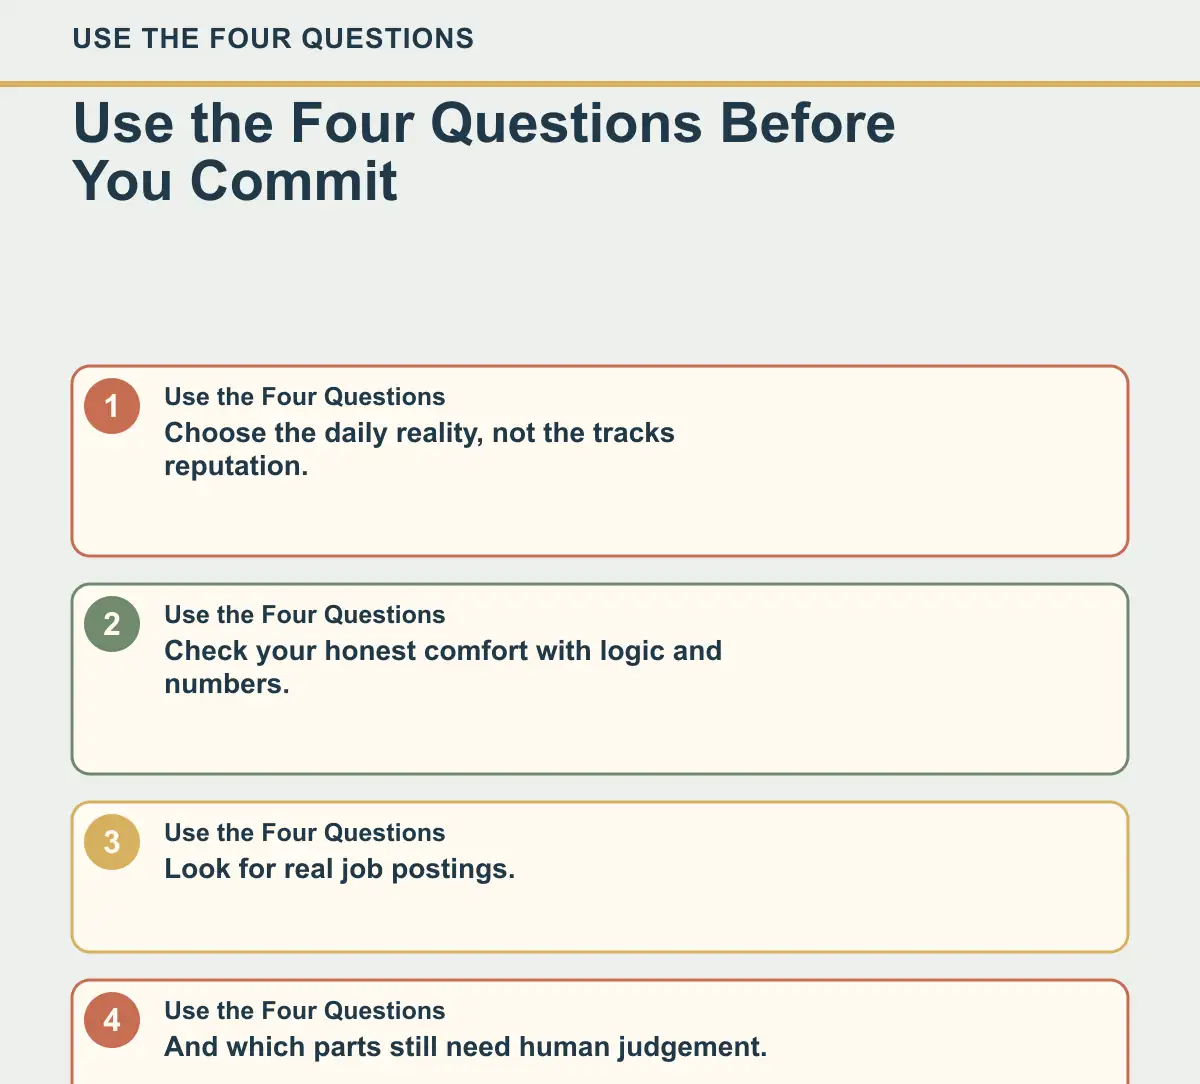 USE THE FOUR QUESTIONS
Use the Four Questions Before
You Commit
1
Use the Four Questions
Choose the daily reality, not the tracks
reputation.
2
Use the Four Questions
Check your honest comfort with logic and
numbers.
3
Use the Four Questions
Look for real job postings.
4
Use the Four Questions
And which parts still need human judgement.